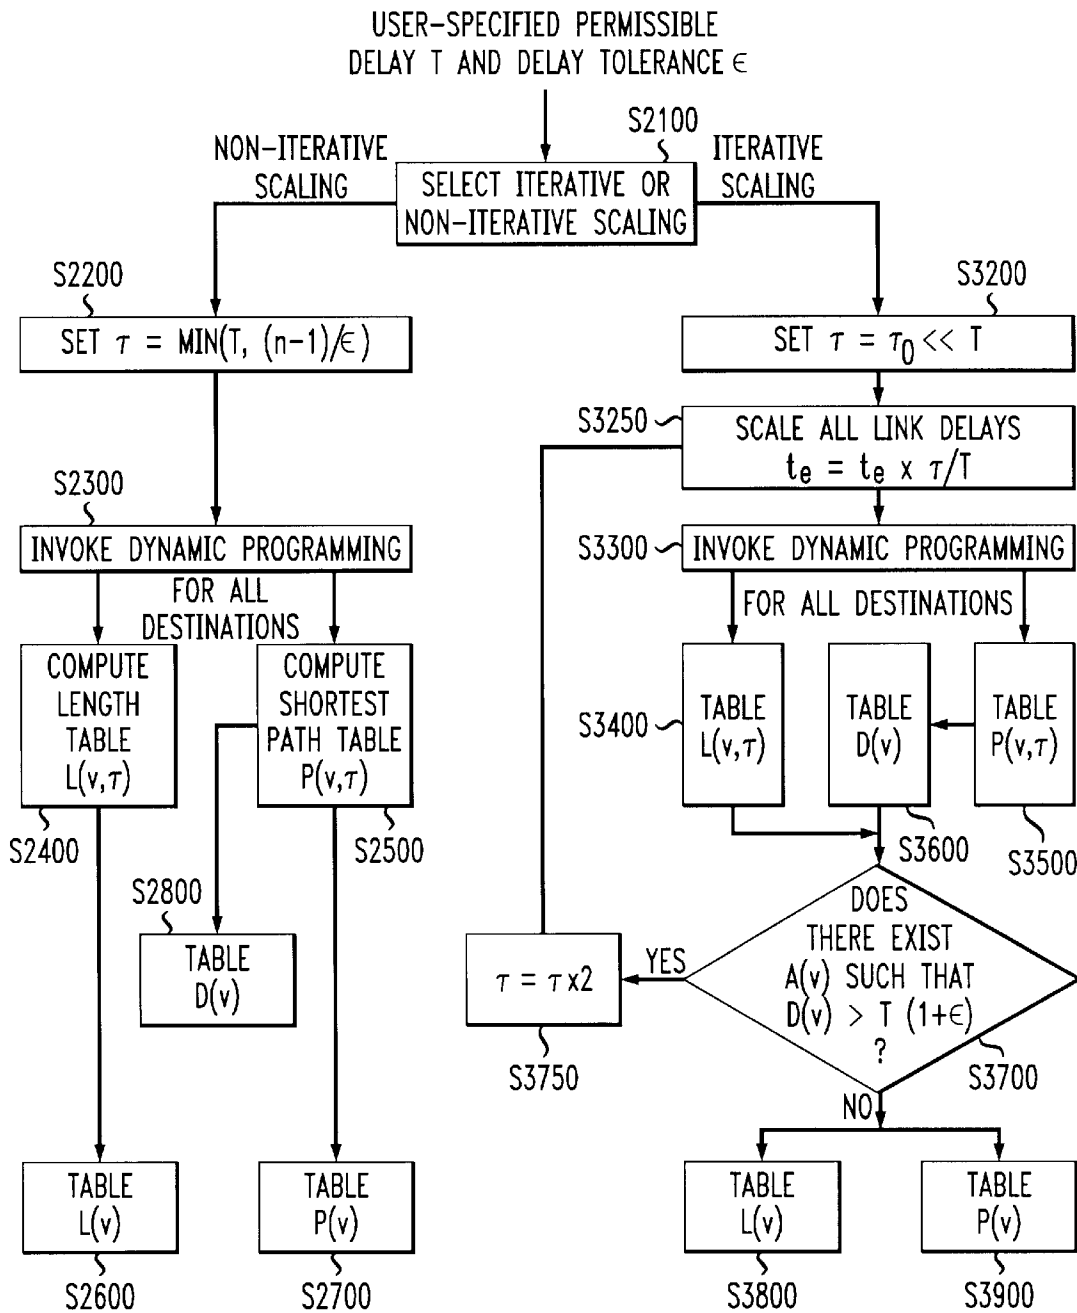 USER-SPECIFIED PERMISSIBLE
DELAY T AND DELAY TOLERANCE ∈
S2100
NON-ITERATIVE
SCALING
ITERATIVE
SCALING
SELECT ITERATIVE OR
NON-ITERATIVE SCALING
S2200
SET τ = MIN(T, (n-1)/∈)
S3200
SET τ = τ0 << T
S3250
SCALE ALL LINK DELAYS
te = te x τ/T
S2300
INVOKE DYNAMIC PROGRAMMING
S3300
INVOKE DYNAMIC PROGRAMMING
FOR ALL
DESTINATIONS
FOR ALL DESTINATIONS
COMPUTE
LENGTH
TABLE
L(v,τ)
S2400
COMPUTE
SHORTEST
PATH TABLE
P(v,τ)
S2500
S3400
TABLE
L(v,τ)
TABLE
D(v)
S3600
TABLE
P(v,τ)
S3500
S2800
TABLE
D(v)
DOES
THERE EXIST
A(v) SUCH THAT
D(v) > T (1+∈)
?
S3700
YES
τ = τx2
S3750
NO
TABLE
L(v)
S2600
TABLE
P(v)
S2700
TABLE
L(v)
S3800
TABLE
P(v)
S3900